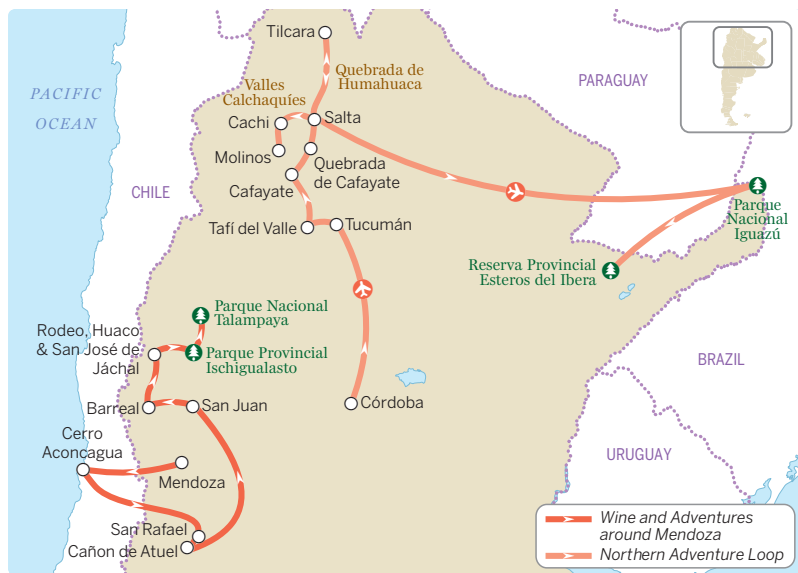 Tilcara
Quebrada de
Humahuaca
PARAGUAY
PACIFIC
OCEAN
Valles
Calchaquíes
Cachi
Salta
Molinos
Quebrada
de Cafayate
Cafayate
CHILE
Parque
Nacional
Iguazú
Tafí del Valle
Tucumán
Reserva Provincial
Esteros del Ibera
Parque Nacional
Talampaya
Rodeo, Huaco
& San José de
Jáchal
Parque Provincial
Ischigualasto
BRAZIL
Barreal
San Juan
Córdoba
Cerro
Aconcagua
Mendoza
URUGUAY
San Rafael
Cañon de Atuel
Wine and Adventures
around Mendoza
Northern Adventure Loop